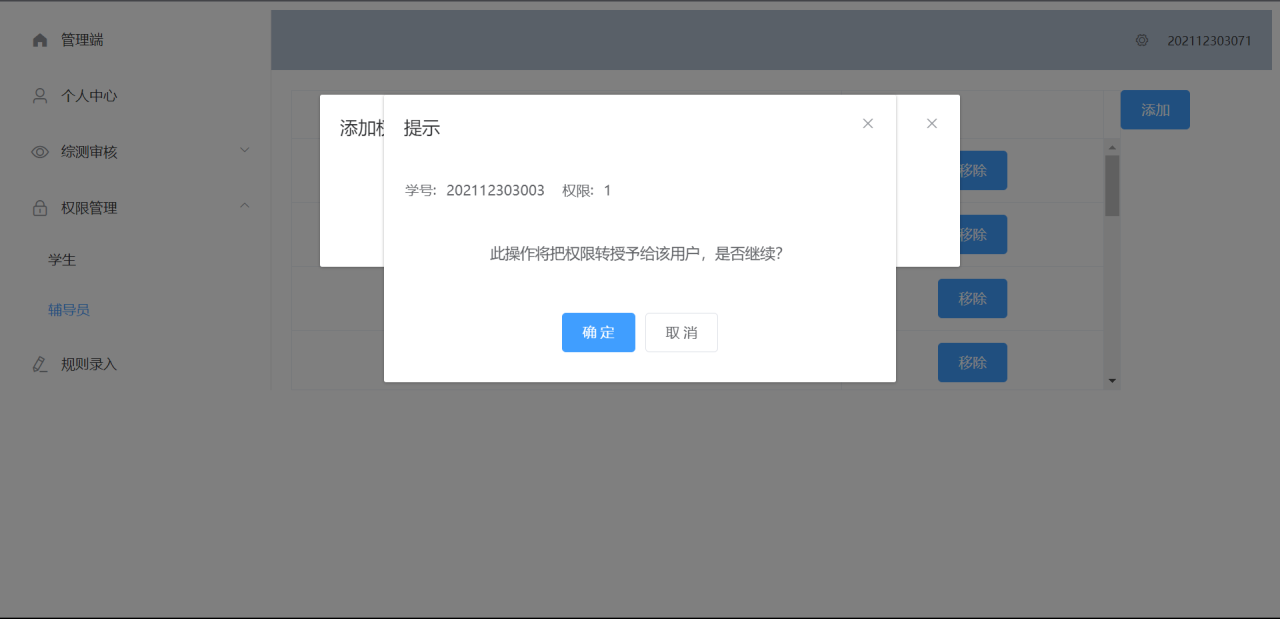 管理端
202112303071
个人中心
添加
添加
提示
综测审核
移除
学号: 202112303003 权限: 1
权限管理
移除
此操作将把权限转授予给该用户，是否继续?
学生
移除
辅导员
确 定 取 消
规则录入
移除